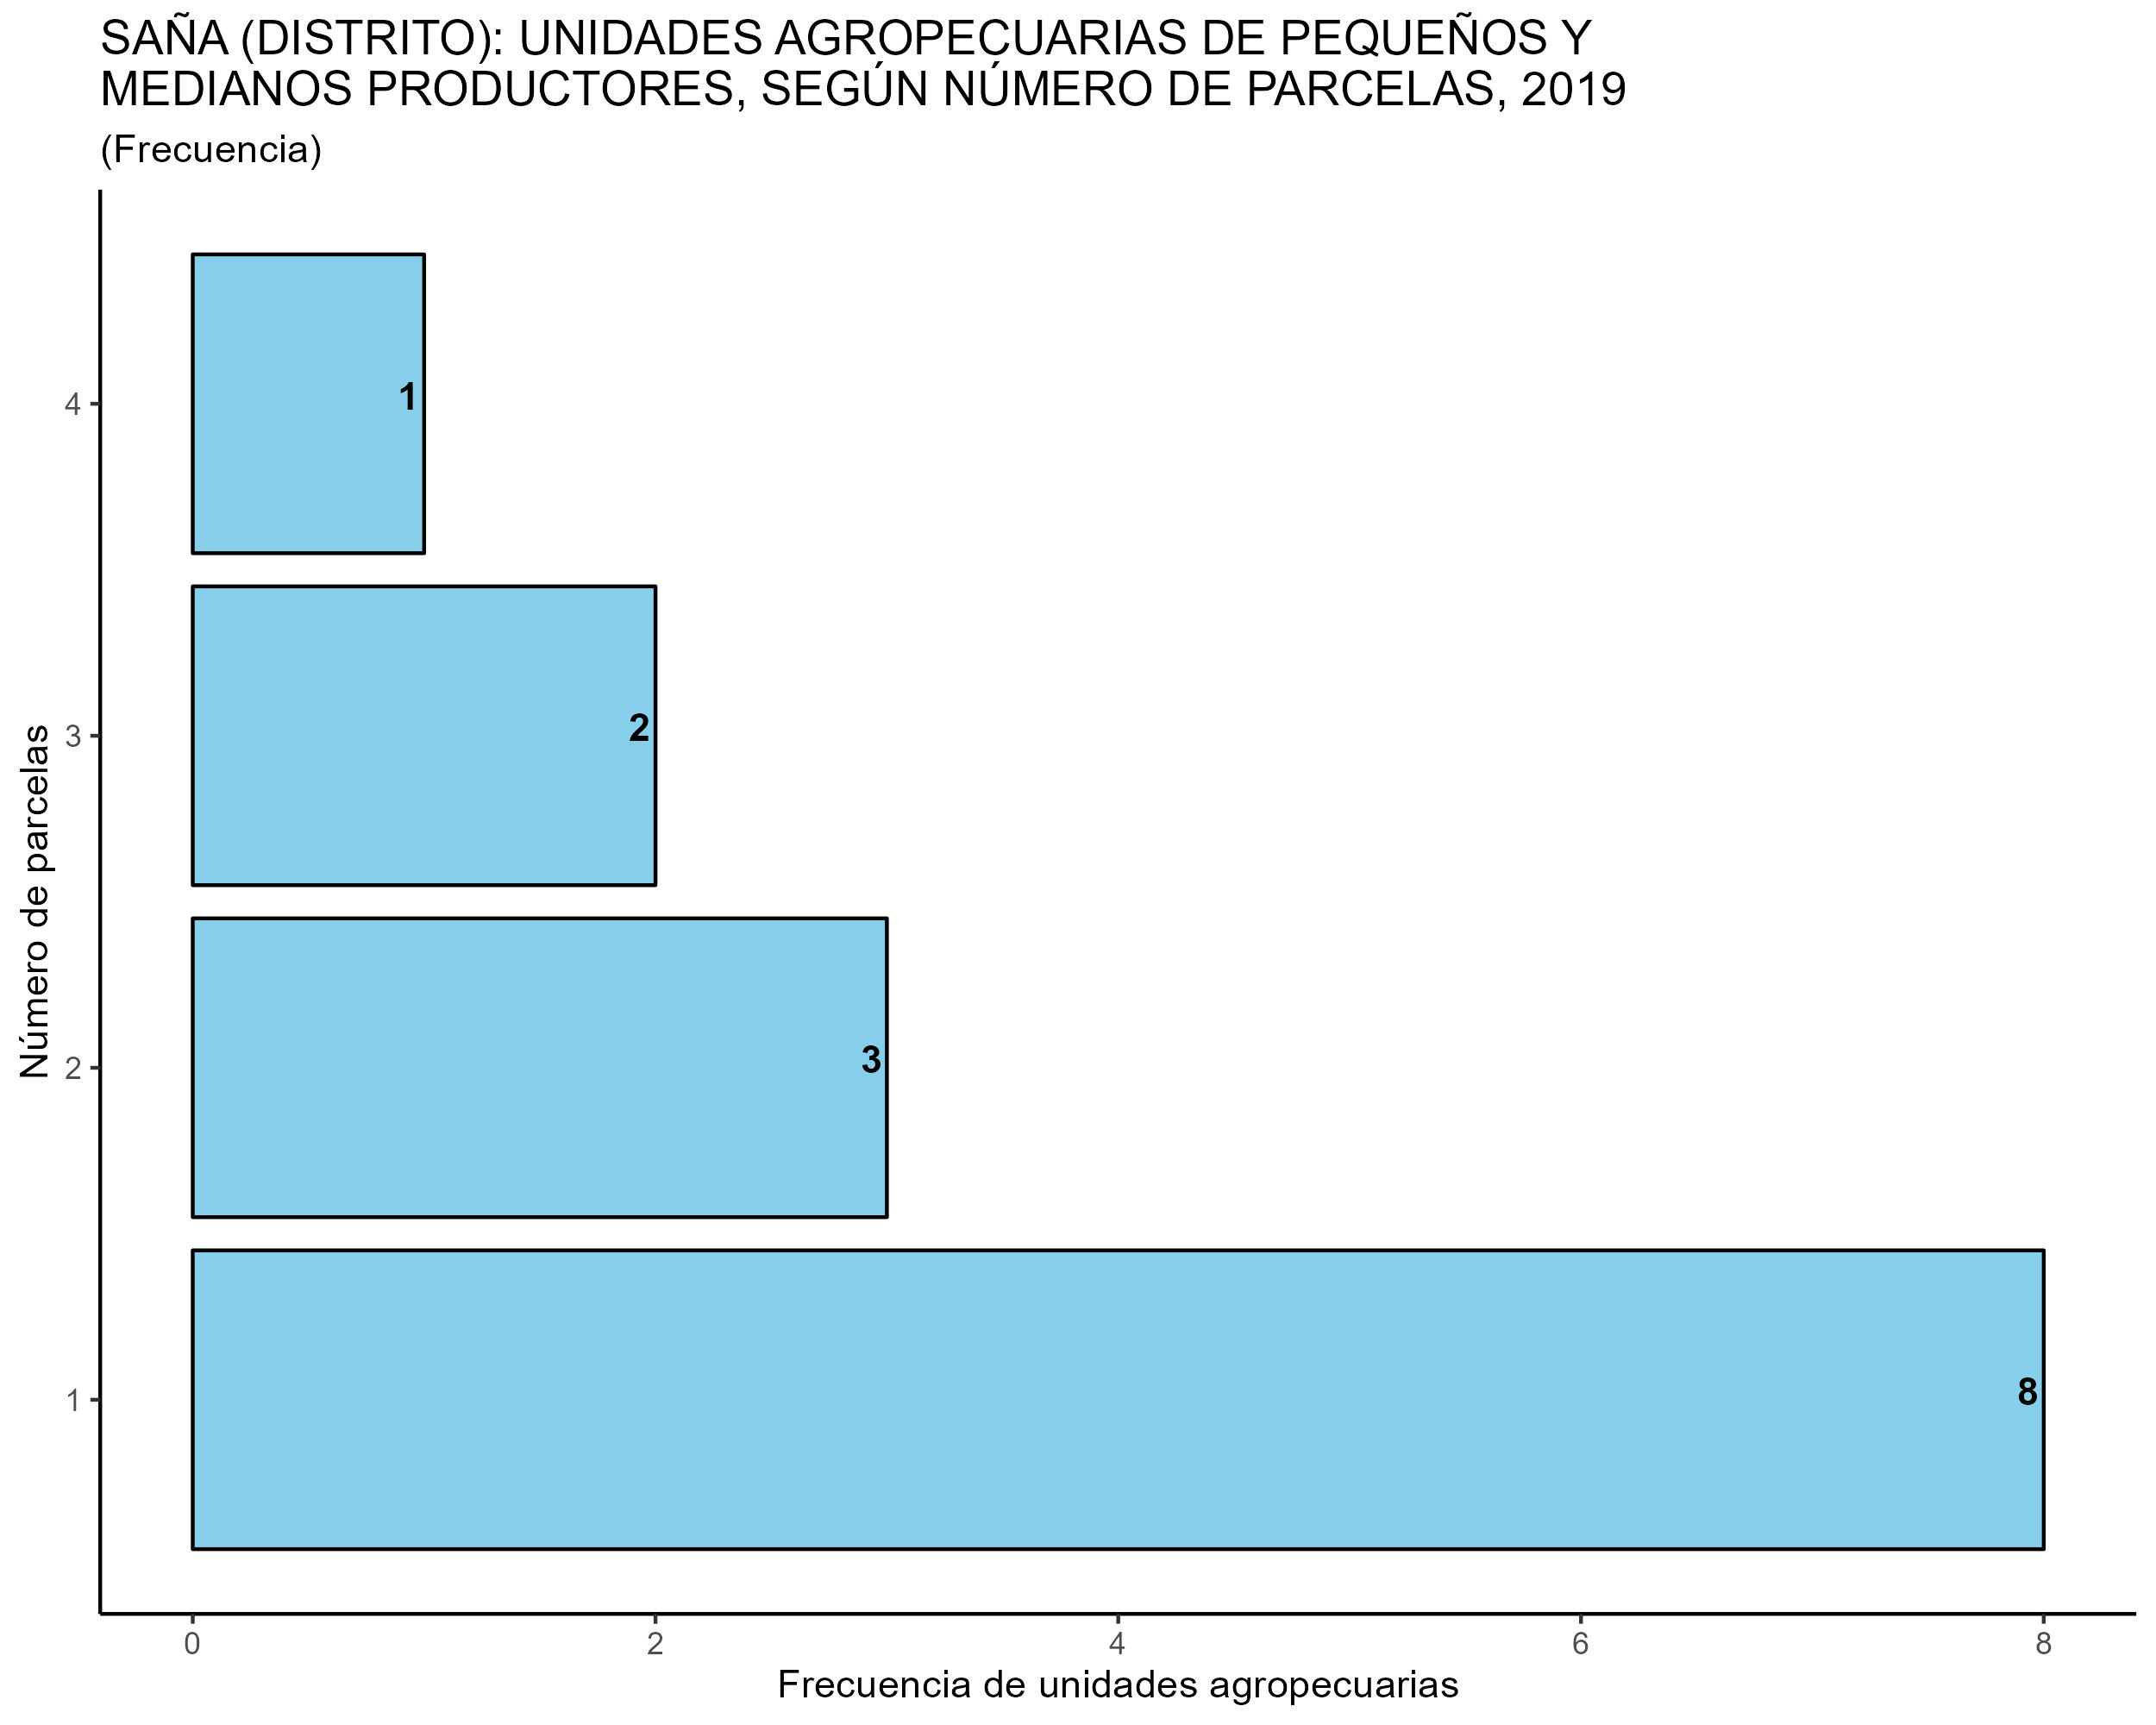 SAÑA (DISTRITO): UNIDADES AGROPECUARIAS DE PEQUEÑOS Y
MEDIANOS PRODUCTORES, SEGÚN NÚMERO DE PARCELAS, 2019
(Frecuencia)
Número de parcelas
4
1
3
2
2
3
1
8
0 2 4 6 8
Frecuencia de unidades agropecuarias